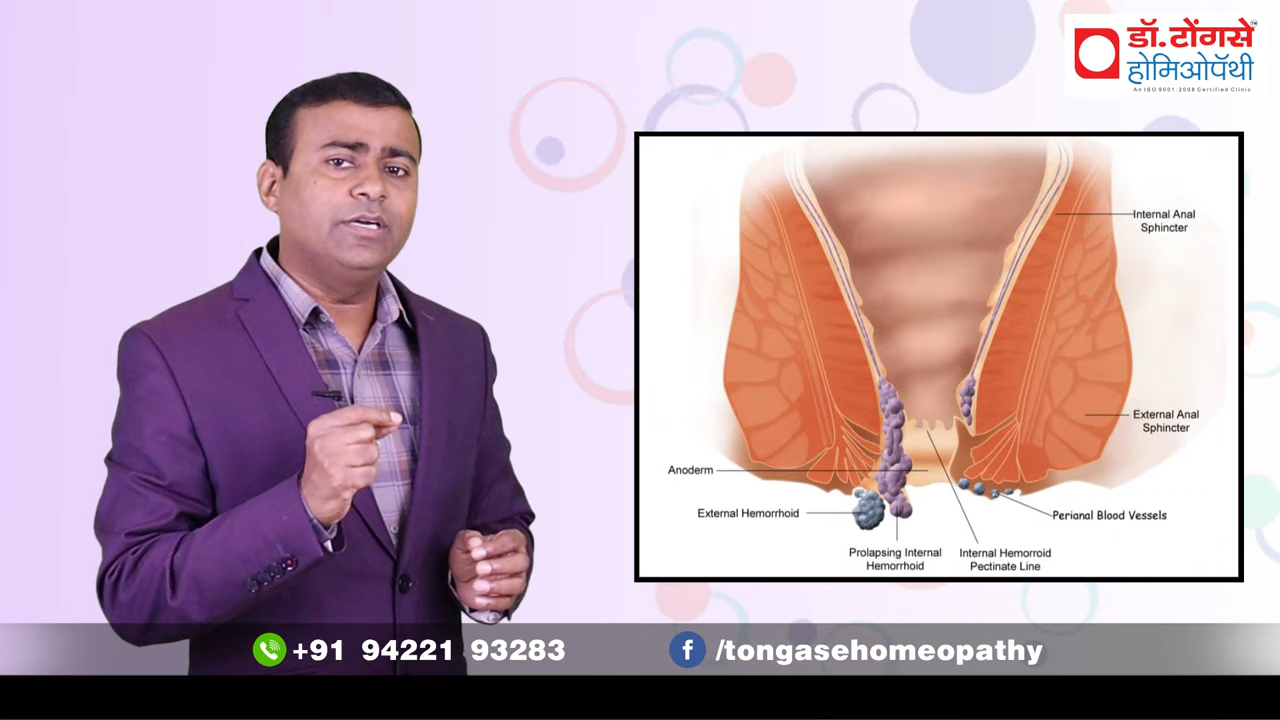 डॉ. टोंगसे
TM
होमिओपॅथी
An ISO 9001:2008 Certified Clinic
Internal Anal
Sphincter
External Anal
Sphincter
Anoderm
External Hemorrhoid
Perianal Blood Vessels
Prolapsing Internal
Hemorrhoid
Internal Hemorroid
Pectinate Line
+91 94221 93283
/tongasehomeopathy